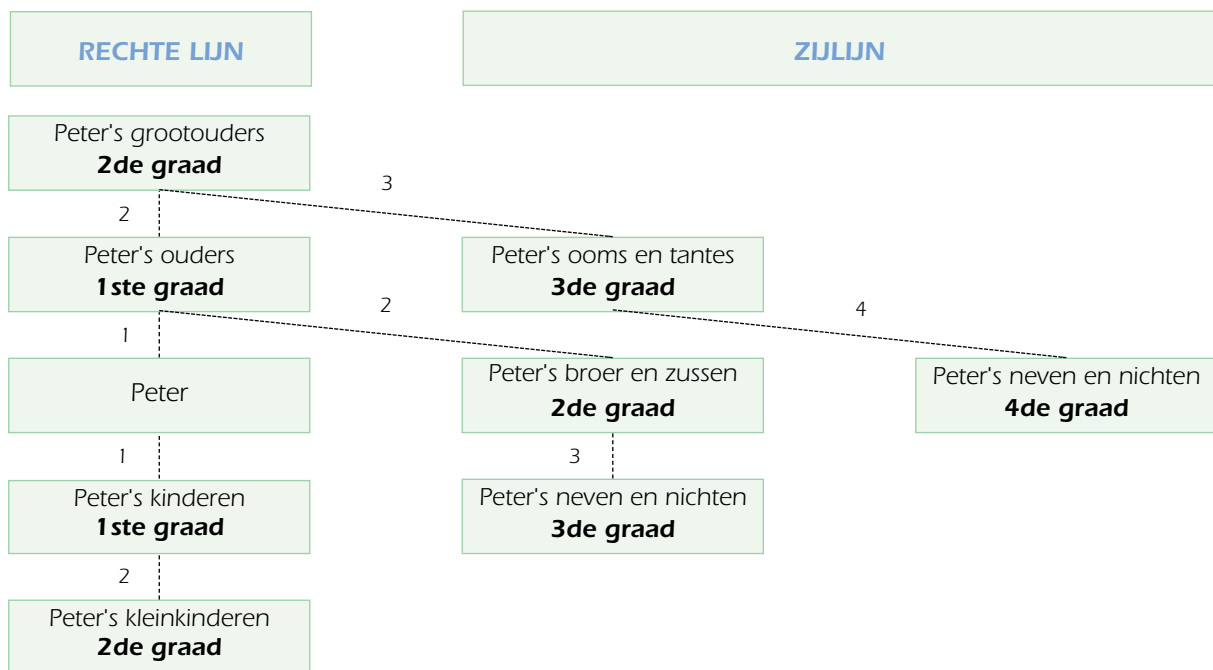 RECHTE LIJN
ZIJLIJN
Peter's grootouders
2de graad
3
2
Peter's ouders
1ste graad
Peter's ooms en tantes
3de graad
2
4
1
Peter
Peter's broer en zussen
2de graad
Peter's neven en nichten
4de graad
1
3
Peter's kinderen
1ste graad
Peter's neven en nichten
3de graad
2
Peter's kleinkinderen
2de graad